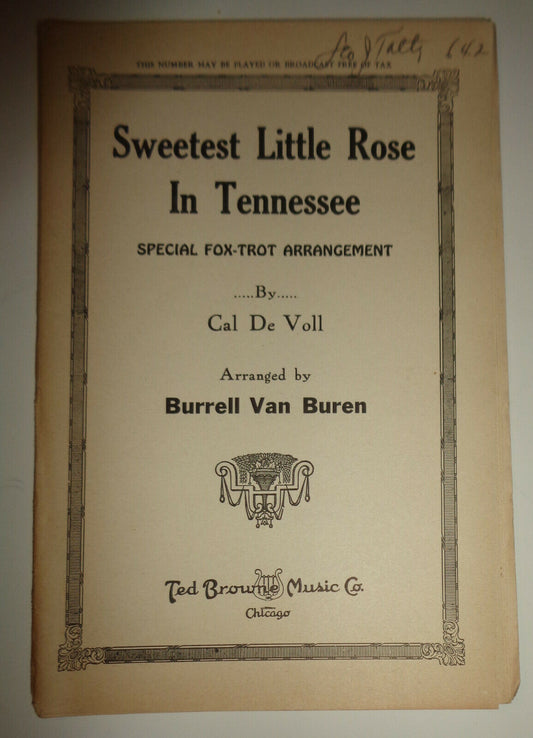 642
THIS NUMBER MAY BE PLAYED OR BROADCAST FREE OF TAX
Sweetest Little Rose
In Tennessee
SPECIAL FOX-TROT ARRANGEMENT
.....By.....
Cal De Voll
Arranged by
Burrell Van Buren
Ted Browne Music Co.
Chicago